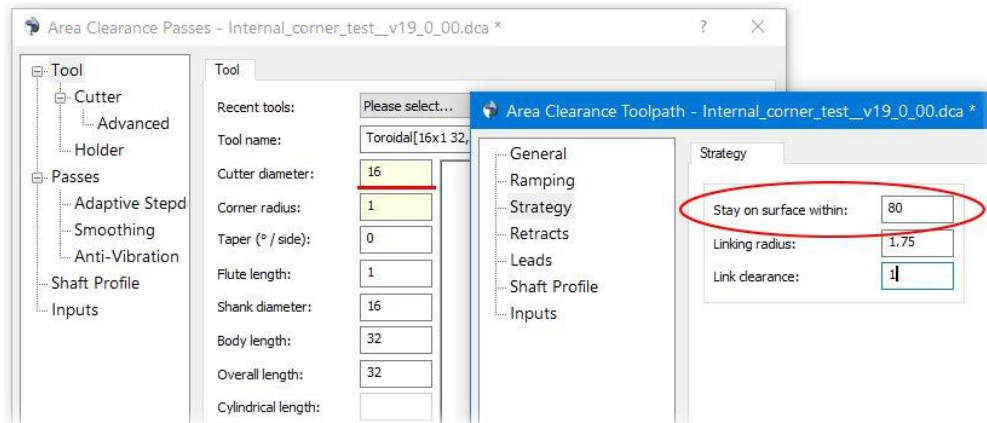 Area Clearance Passes - Internal_corner_test__v19_0_00.dca *
?
Tool
Cutter
Advanced
Holder
Passes
Adaptive Stepd
Smoothing
Anti-Vibration
Shaft Profile
Inputs
Tool
Recent tools: Please select...
Tool name: Toroidal[16x1 32,
Cutter diameter: 16
Corner radius: 1
Taper (° / side): 0
Flute length: 1
Shank diameter: 16
Body length: 32
Overall length: 32
Cylindrical length:
Area Clearance Toolpath - Internal_corner_test__v19_0_00.dca *
General
Ramping
Strategy
Retracts
Leads
Shaft Profile
Inputs
Strategy
Stay on surface within: 80
Linking radius: 1.75
Link clearance: 1